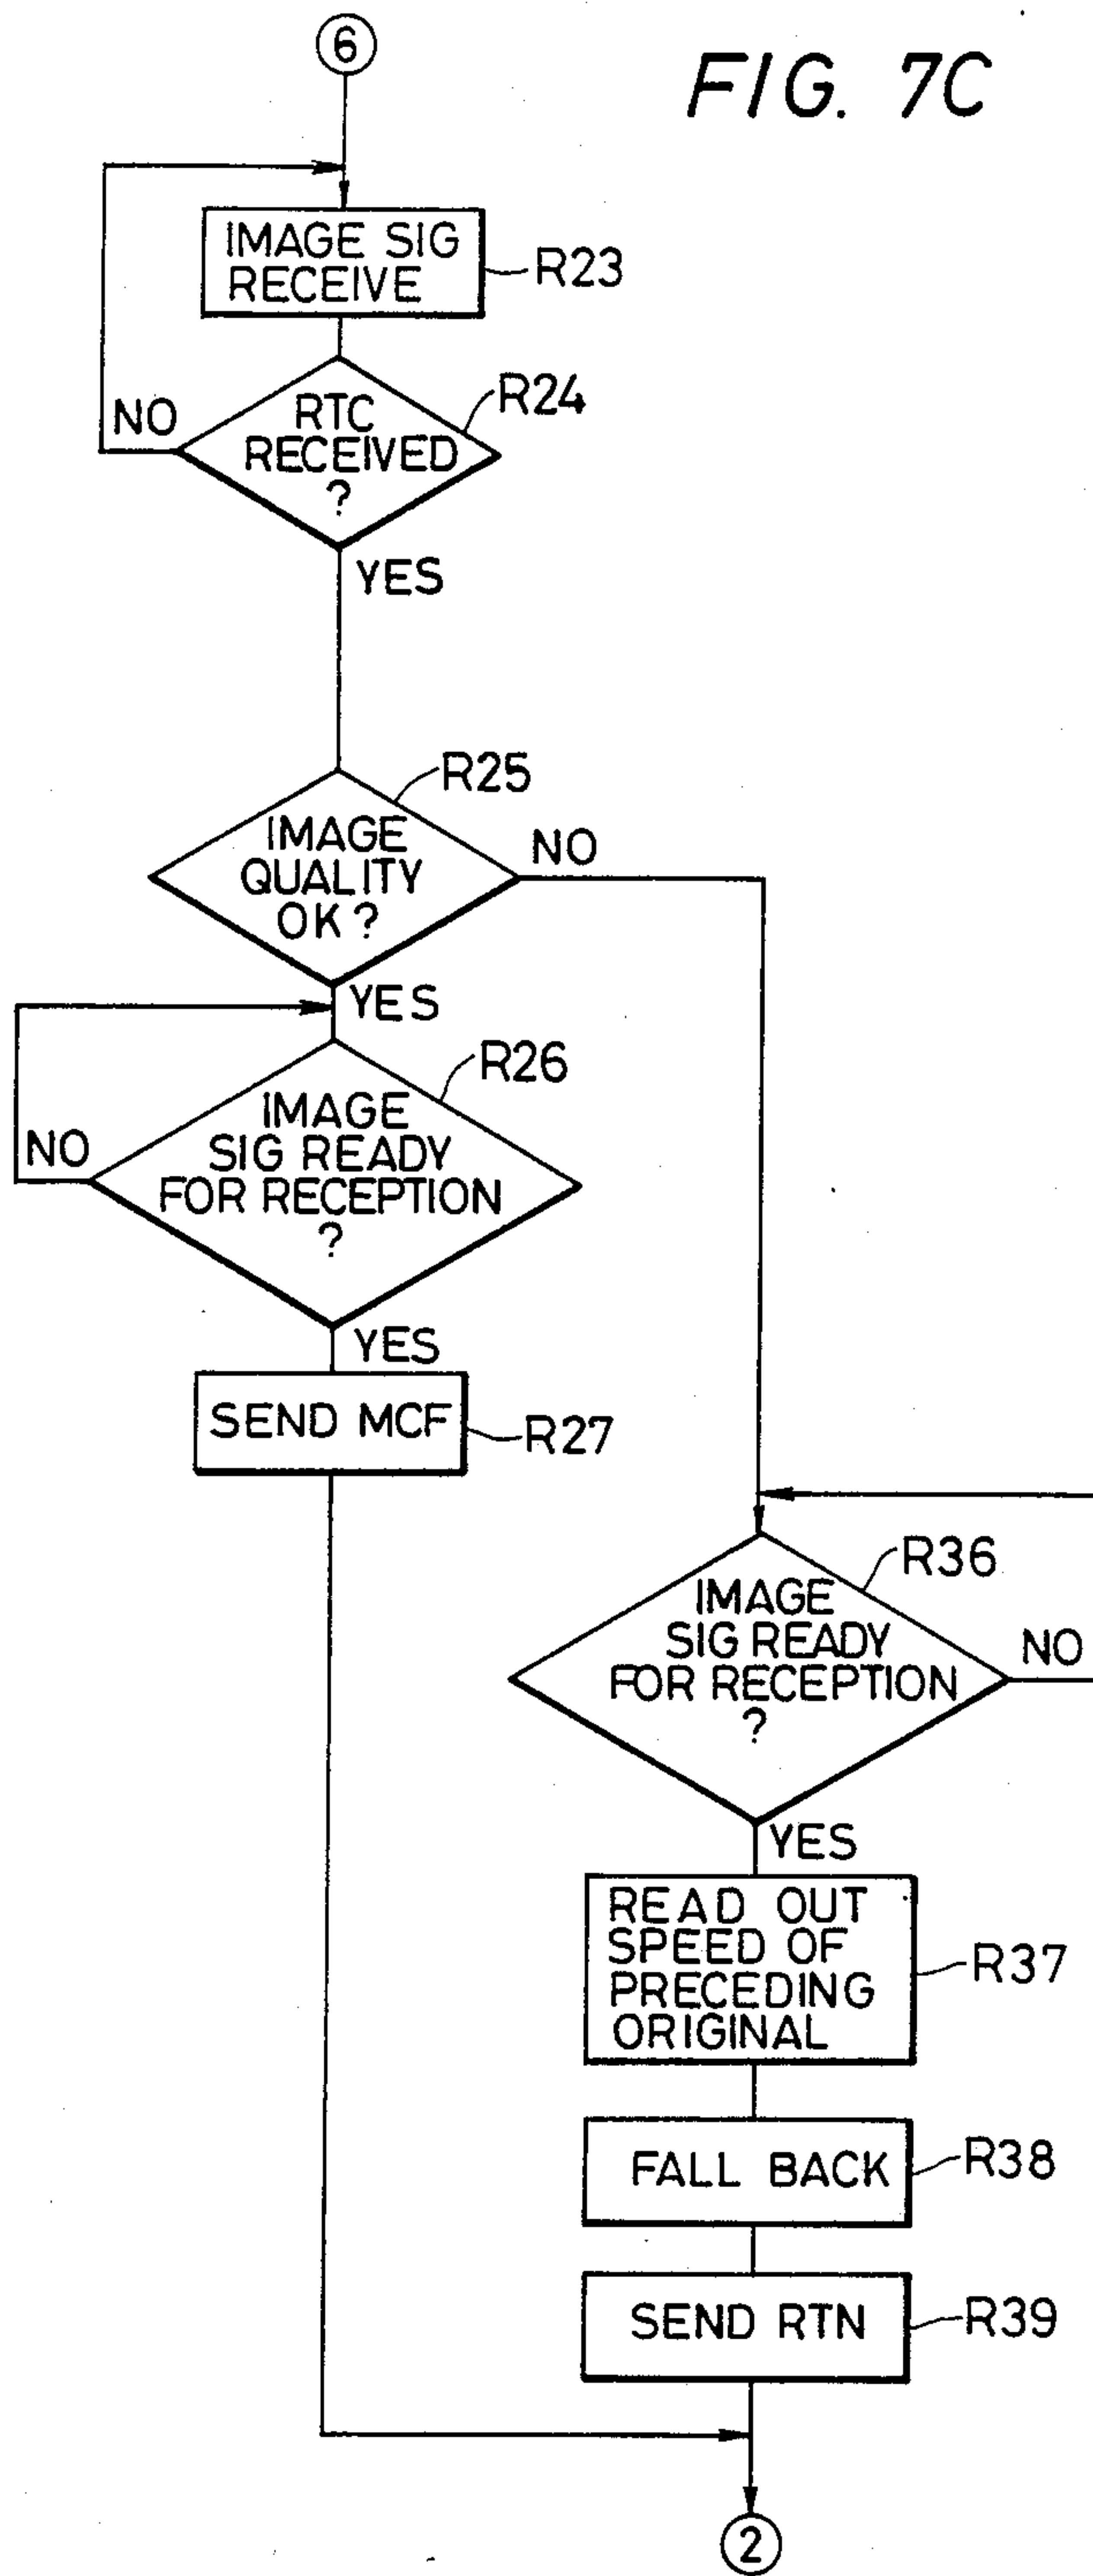 6
FIG. 7C
IMAGE SIG
RECEIVE
R23
RTC
RECEIVED
?
R24
NO
YES
R25
IMAGE
QUALITY
OK?
NO
YES
R26
IMAGE
SIG READY
FOR RECEPTION
?
NO
YES
SEND MCF
R27
R36
IMAGE
SIG READY
FOR RECEPTION
?
NO
YES
READ OUT
SPEED OF
PRECEDING
ORIGINAL
R37
FALL BACK
R38
SEND RTN
R39
2